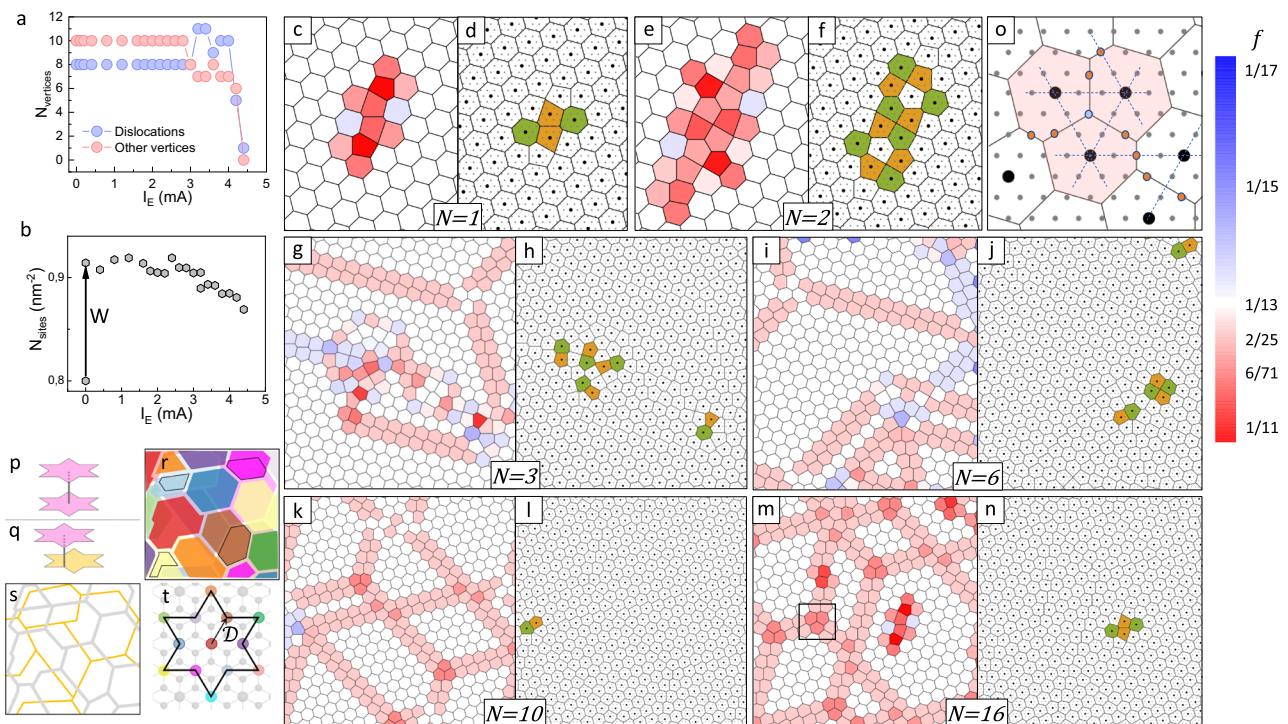 a
12
10
8
6
4
2
0
N_vertices
Dislocations
Other vertices
0 1 2 3 4 5
I_E (mA)
b
0,9
0,8
N_sites (nm⁻²)
W
0 1 2 3 4 5
I_E (mA)
c
d
N=1
e
f
N=2
o
f
1/17
1/15
1/13
2/25
6/71
1/11
g
h
N=3
i
j
N=6
p
q
r
s
t
𝒟
k
l
N=10
m
n
N=16